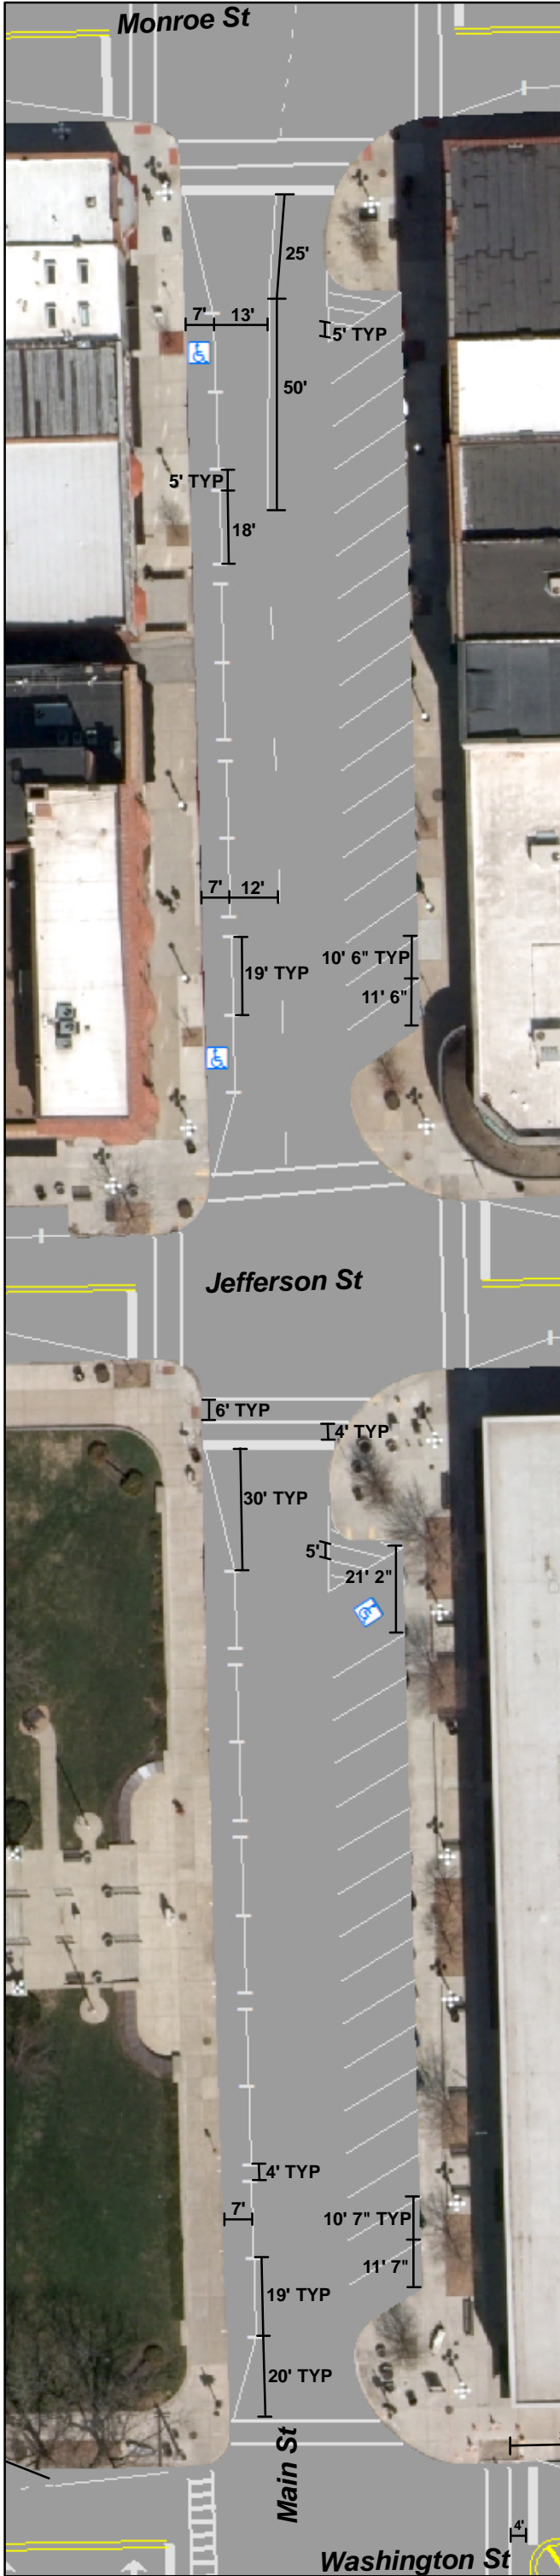 Monroe St
25'
7' 13'
5' TYP
50'
5' TYP
18'
7' 12'
10' 6" TYP
19' TYP
11' 6"
Jefferson St
6' TYP
4' TYP
30' TYP
5'
21' 2"
4' TYP
7'
10' 7" TYP
11' 7"
19' TYP
20' TYP
Main St
4'
Washington St